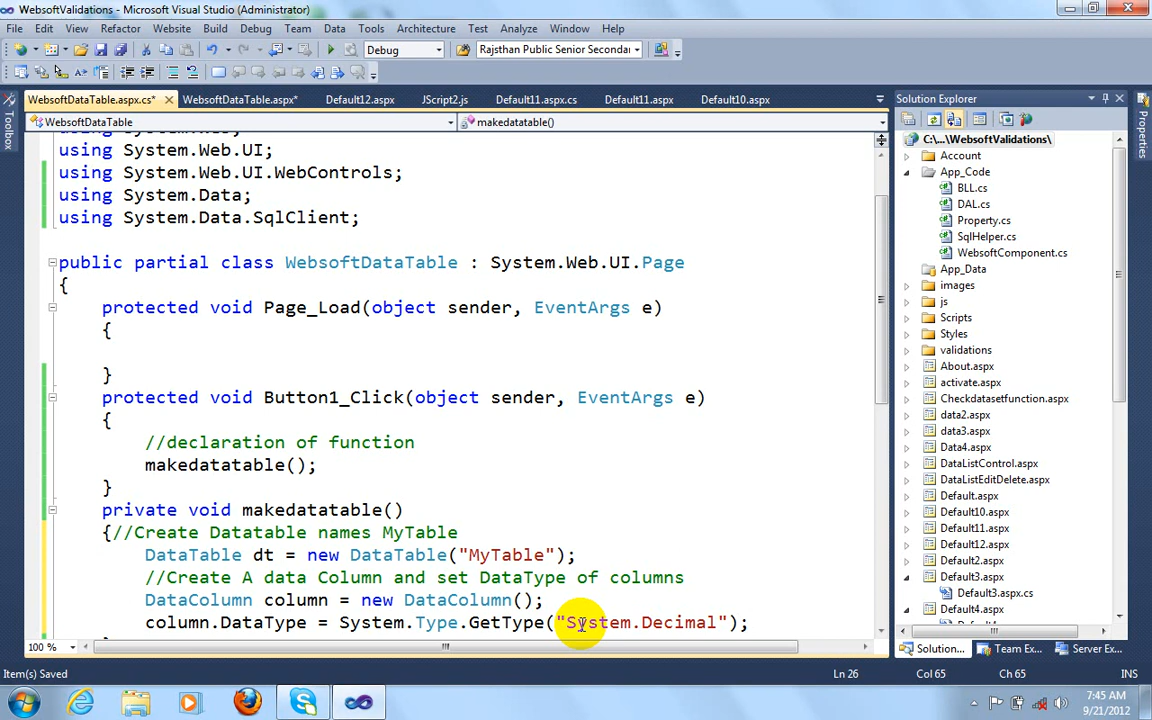 WebsoftValidations - Microsoft Visual Studio (Administrator)
File Edit View Refactor Website Build Debug Team Data Tools Architecture Test Analyze Window Help
Debug Rajsthan Public Senior Secondar
WebsoftDataTable.aspx.cs* WebsoftDataTable.aspx* Default12.aspx JScript2.js Default11.aspx.cs Default11.aspx Default10.aspx
WebsoftDataTable makedatatable()
using System.Web.UI;
using System.Web.UI.WebControls;
using System.Data;
using System.Data.SqlClient;
public partial class WebsoftDataTable : System.Web.UI.Page
{
protected void Page_Load(object sender, EventArgs e)
{
}
protected void Button1_Click(object sender, EventArgs e)
{
//declaration of function
makedatatable();
}
private void makedatatable()
{//Create Datatable names MyTable
DataTable dt = new DataTable("MyTable");
//Create A data Column and set DataType of columns
DataColumn column = new DataColumn();
column.DataType = System.Type.GetType("System.Decimal");
100 %
Toolbox
Solution Explorer
C:\...\WebsoftValidations\
Account
App_Code
BLL.cs
DAL.cs
Property.cs
SqlHelper.cs
WebsoftComponent.cs
App_Data
images
js
Scripts
Styles
validations
About.aspx
activate.aspx
Checkdatasetfunction.aspx
data2.aspx
data3.aspx
Data4.aspx
DataListControl.aspx
DataListEditDelete.aspx
Default.aspx
Default10.aspx
Default11.aspx
Default12.aspx
Default2.aspx
Default3.aspx
Default3.aspx.cs
Default4.aspx
Solution... Team Ex... Server Ex...
Properties
Item(s) Saved Ln 26 Col 65 Ch 65 INS
7:45 AM
9/21/2012